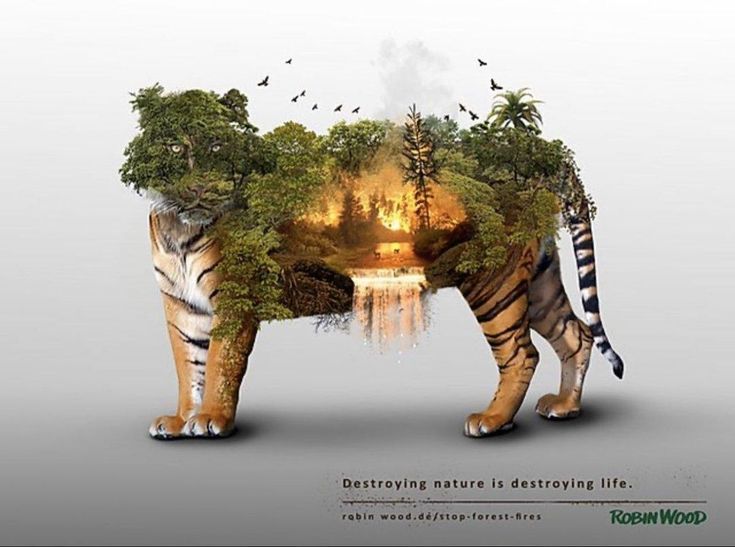 Destroying nature is destroying life.
robin wood.de/stop-forest-fires
ROBIN WOOD